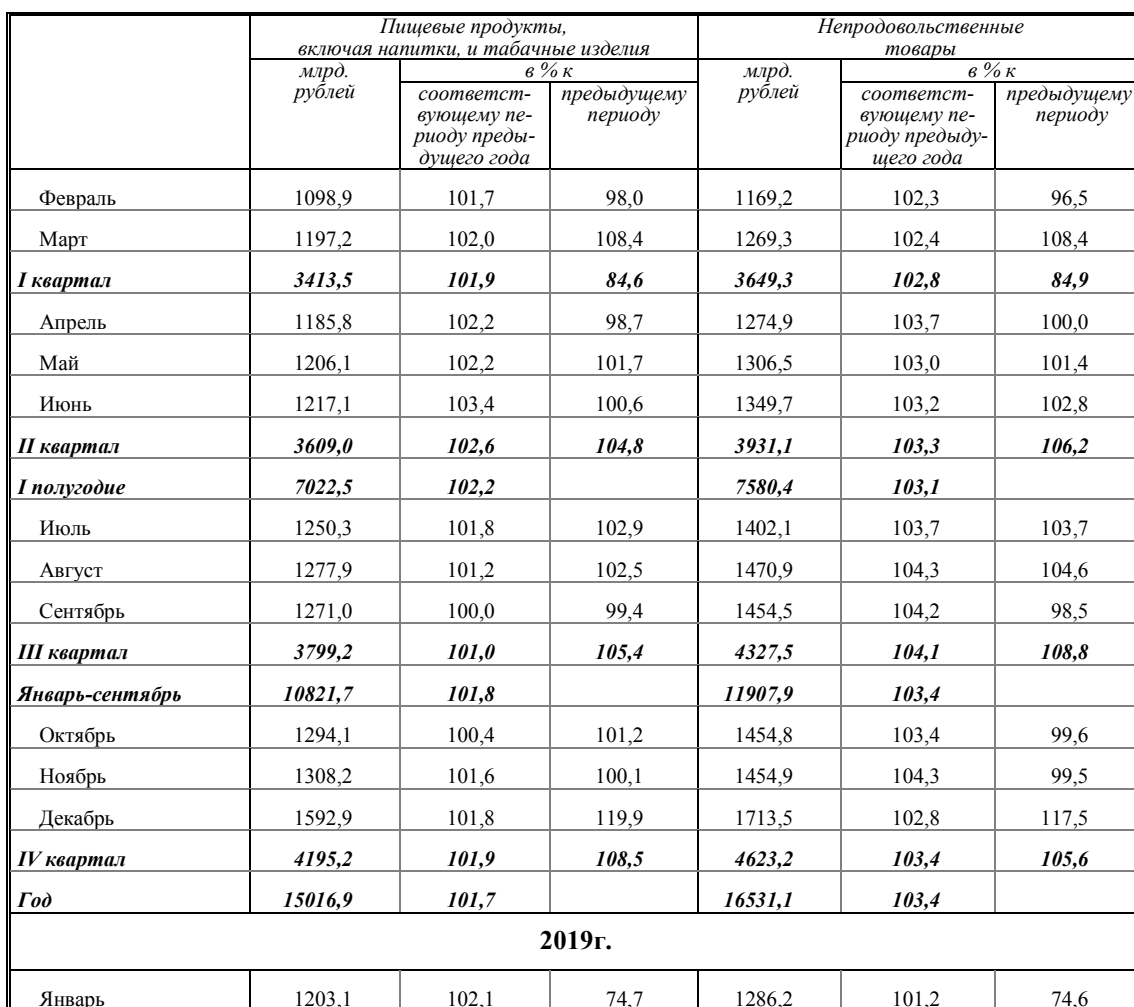 Пищевые продукты,
включая напитки, и табачные изделия
Непродовольственные
товары
млрд.
рублей
в % к
млрд.
рублей
в % к
соответст-
вующему пе-
риоду преды-
дущего года
предыдущему
периоду
соответст-
вующему пе-
риоду предыду-
щего года
предыдущему
периоду
Февраль 1098,9 101,7 98,0 1169,2 102,3 96,5
Март 1197,2 102,0 108,4 1269,3 102,4 108,4
I квартал 3413,5 101,9 84,6 3649,3 102,8 84,9
Апрель 1185,8 102,2 98,7 1274,9 103,7 100,0
Май 1206,1 102,2 101,7 1306,5 103,0 101,4
Июнь 1217,1 103,4 100,6 1349,7 103,2 102,8
II квартал 3609,0 102,6 104,8 3931,1 103,3 106,2
I полугодие 7022,5 102,2 7580,4 103,1
Июль 1250,3 101,8 102,9 1402,1 103,7 103,7
Август 1277,9 101,2 102,5 1470,9 104,3 104,6
Сентябрь 1271,0 100,0 99,4 1454,5 104,2 98,5
III квартал 3799,2 101,0 105,4 4327,5 104,1 108,8
Январь-сентябрь 10821,7 101,8 11907,9 103,4
Октябрь 1294,1 100,4 101,2 1454,8 103,4 99,6
Ноябрь 1308,2 101,6 100,1 1454,9 104,3 99,5
Декабрь 1592,9 101,8 119,9 1713,5 102,8 117,5
IV квартал 4195,2 101,9 108,5 4623,2 103,4 105,6
Год 15016,9 101,7 16531,1 103,4
2019г.
Январь 1203,1 102,1 74,7 1286,2 101,2 74,6